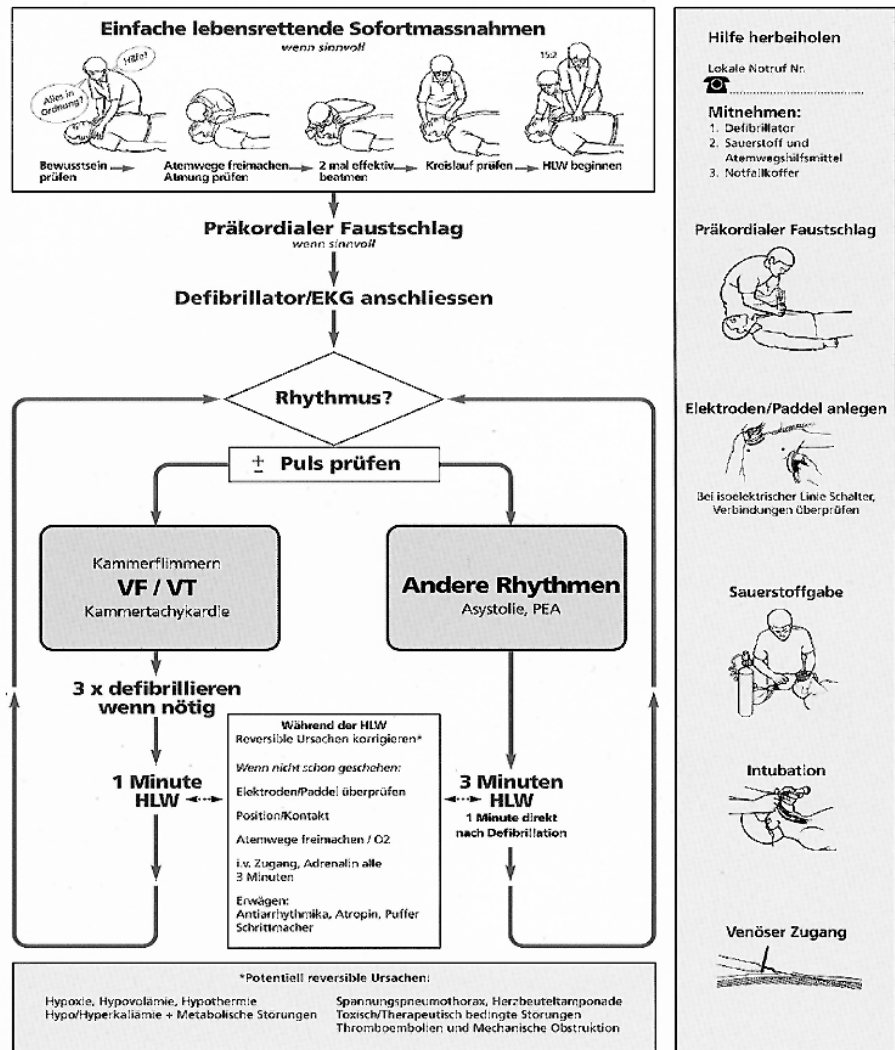 Einfache lebensrettende Sofortmassnahmen
wenn sinnvoll
Hilfe?
Alles in
Ordnung?
15:2
Bewusstsein
prüfen
Atemwege freimachen
Atmung prüfen
2 mal effektiv
beatmen
Kreislauf prüfen
HLW beginnen
Präkordialer Faustschlag
wenn sinnvoll
Defibrillator/EKG anschliessen
Rhythmus?
± Puls prüfen
Kammerflimmern
VF / VT
Kammertachykardie
Andere Rhythmen
Asystolie, PEA
3 x defibrillieren
wenn nötig
1 Minute
HLW
Während der HLW
Reversible Ursachen korrigieren*
Wenn nicht schon geschehen:
Elektroden/Paddel überprüfen
Position/Kontakt
Atemwege freimachen / O2
i.v. Zugang, Adrenalin alle
3 Minuten
Erwägen:
Antiarrhythmika, Atropin, Puffer
Schrittmacher
3 Minuten
HLW
1 Minute direkt
nach Defibrillation
*Potentiell reversible Ursachen:
Hypoxie, Hypovolämie, Hypothermie
Hypo/Hyperkaliämie + Metabolische Störungen
Spannungspneumothorax, Herzbeuteltamponade
Toxisch/Therapeutisch bedingte Störungen
Thromboembolien und Mechanische Obstruktion
Hilfe herbeiholen
Lokale Notruf Nr.
Mitnehmen:
1. Defibrillator
2. Sauerstoff und
Atemwegshilfsmittel
3. Notfallkoffer
Präkordialer Faustschlag
Elektroden/Paddel anlegen
Bei isoelektrischer Linie Schalter,
Verbindungen überprüfen
Sauerstoffgabe
Intubation
Venöser Zugang